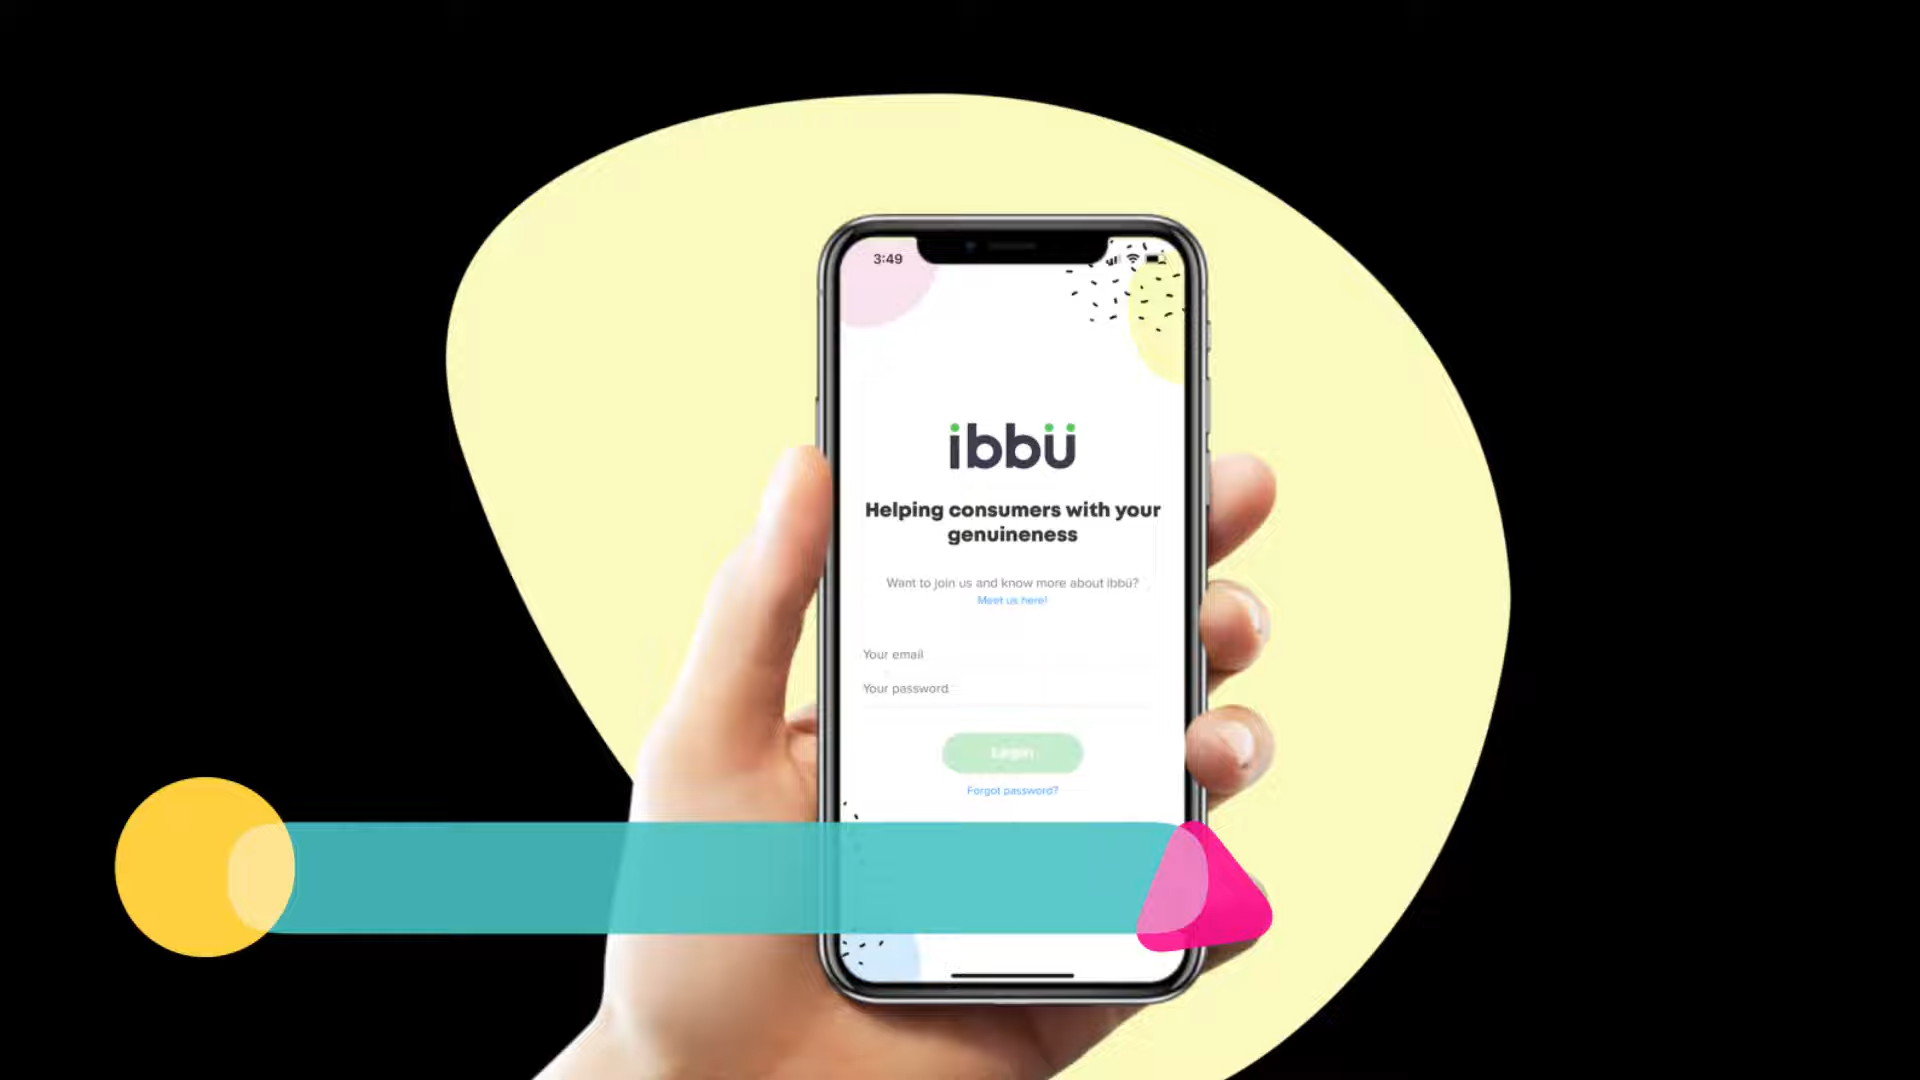 3:49
ibbü
Helping consumers with your
genuineness
Want to join us and know more about ibbü?
Meet us here!
Your email
Your password
Login
Forgot password?